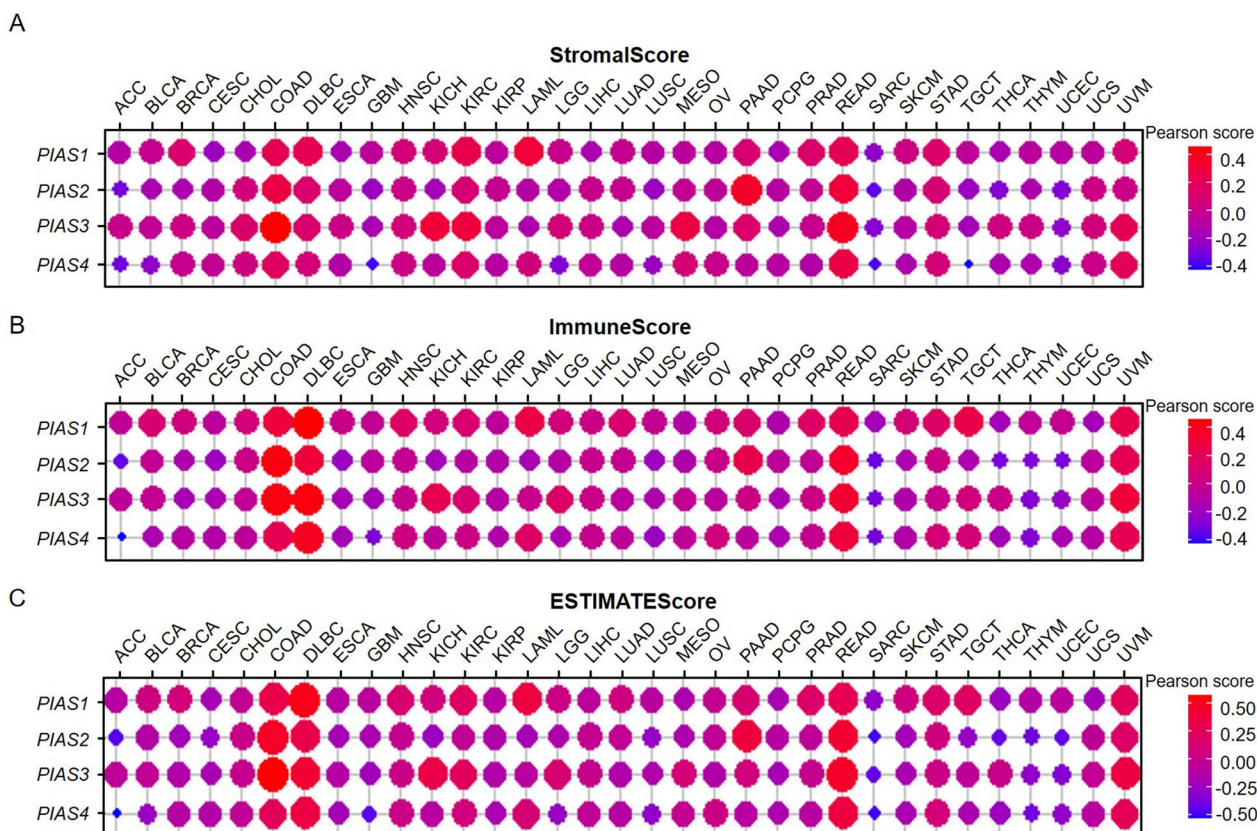 A
StromalScore
ACC BLCA BRCA CESC CHOL COAD DLBC ESCA GBM HNSC KICH KIRC KIRP LAML LGG LIHC LUAD LUSC MESO OV PAAD PCPG PRAD READ SARC SKCM STAD TGCT THCA THYM UCEC UCS UVM
Pearson score
PIAS1
PIAS2
PIAS3
PIAS4
0.4
0.2
0.0
-0.2
-0.4
B
ImmuneScore
ACC BLCA BRCA CESC CHOL COAD DLBC ESCA GBM HNSC KICH KIRC KIRP LAML LGG LIHC LUAD LUSC MESO OV PAAD PCPG PRAD READ SARC SKCM STAD TGCT THCA THYM UCEC UCS UVM
Pearson score
PIAS1
PIAS2
PIAS3
PIAS4
0.4
0.2
0.0
-0.2
-0.4
C
ESTIMATEScore
ACC BLCA BRCA CESC CHOL COAD DLBC ESCA GBM HNSC KICH KIRC KIRP LAML LGG LIHC LUAD LUSC MESO OV PAAD PCPG PRAD READ SARC SKCM STAD TGCT THCA THYM UCEC UCS UVM
Pearson score
PIAS1
PIAS2
PIAS3
PIAS4
0.50
0.25
0.00
-0.25
-0.50